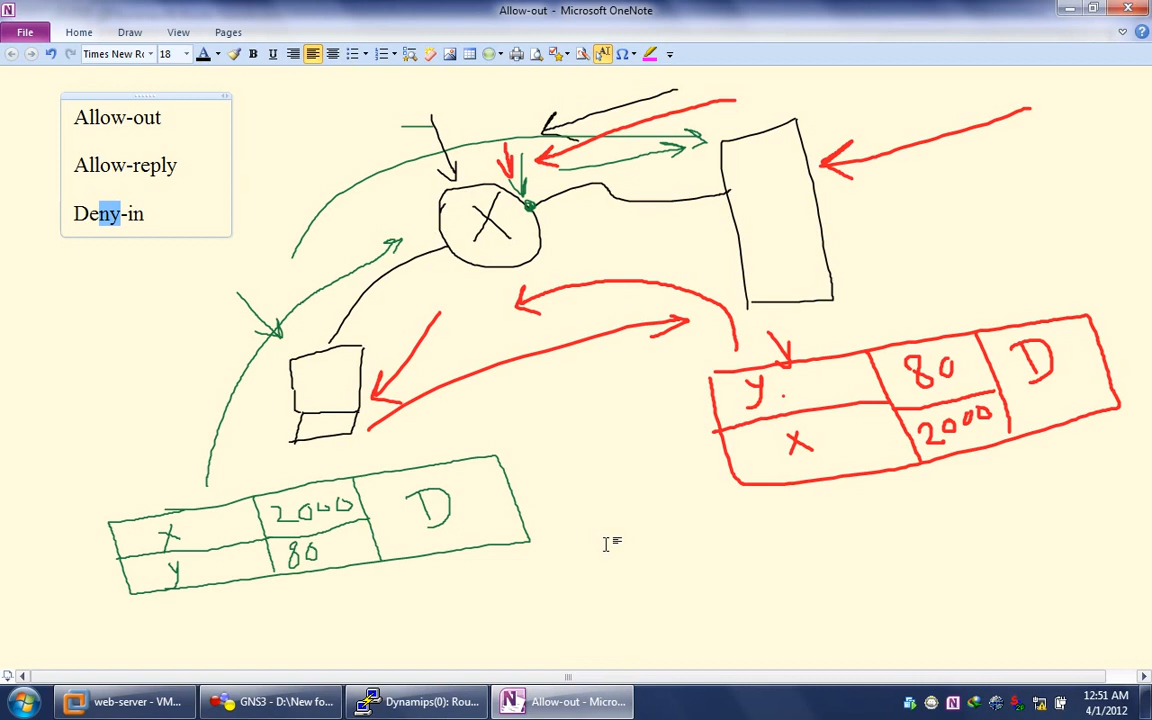 Allow-out - Microsoft OneNote
File Home Draw View Pages
Times New Ro 18
Allow-out
Allow-reply
Deny-in
X
y. 80 D
x 2000
x 2000 D
y 80
web-server - VM... GNS3 - D:\New fo... Dynamips(0): Rou... Allow-out - Micro...
12:51 AM
4/1/2012